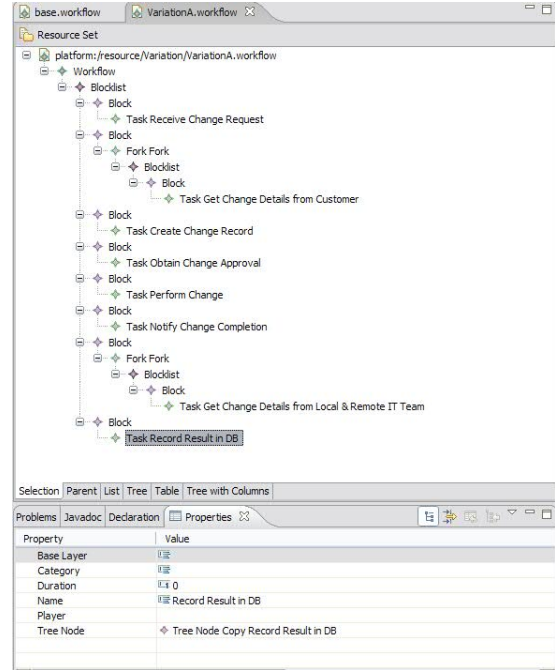 base.workflow VariationA.workflow
Resource Set
platform:/resource/Variation/VariationA.workflow
Workflow
Blocklist
Block
Task Receive Change Request
Block
Fork Fork
Blocklist
Block
Task Get Change Details from Customer
Block
Task Create Change Record
Block
Task Obtain Change Approval
Block
Task Perform Change
Block
Task Notify Change Completion
Block
Fork Fork
Blocklist
Block
Task Get Change Details from Local & Remote IT Team
Block
Task Record Result in DB
Selection Parent List Tree Table Tree with Columns
Problems Javadoc Declaration Properties
Property Value
Base Layer
Category
Duration 0
Name Record Result in DB
Player
Tree Node Tree Node Copy Record Result in DB